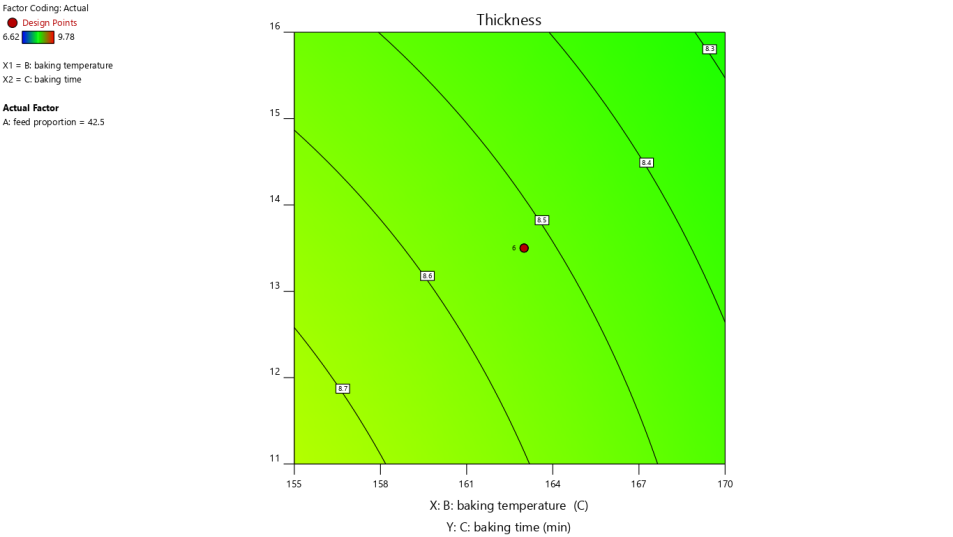 Factor Coding: Actual
Design Points
6.62 9.78
X1 = B: baking temperature
X2 = C: baking time
Actual Factor
A: feed proportion = 42.5
Thickness
16
15
14
13
12
11
8.3
8.4
8.5
6
8.6
8.7
155 158 161 164 167 170
X: B: baking temperature (C)
Y: C: baking time (min)